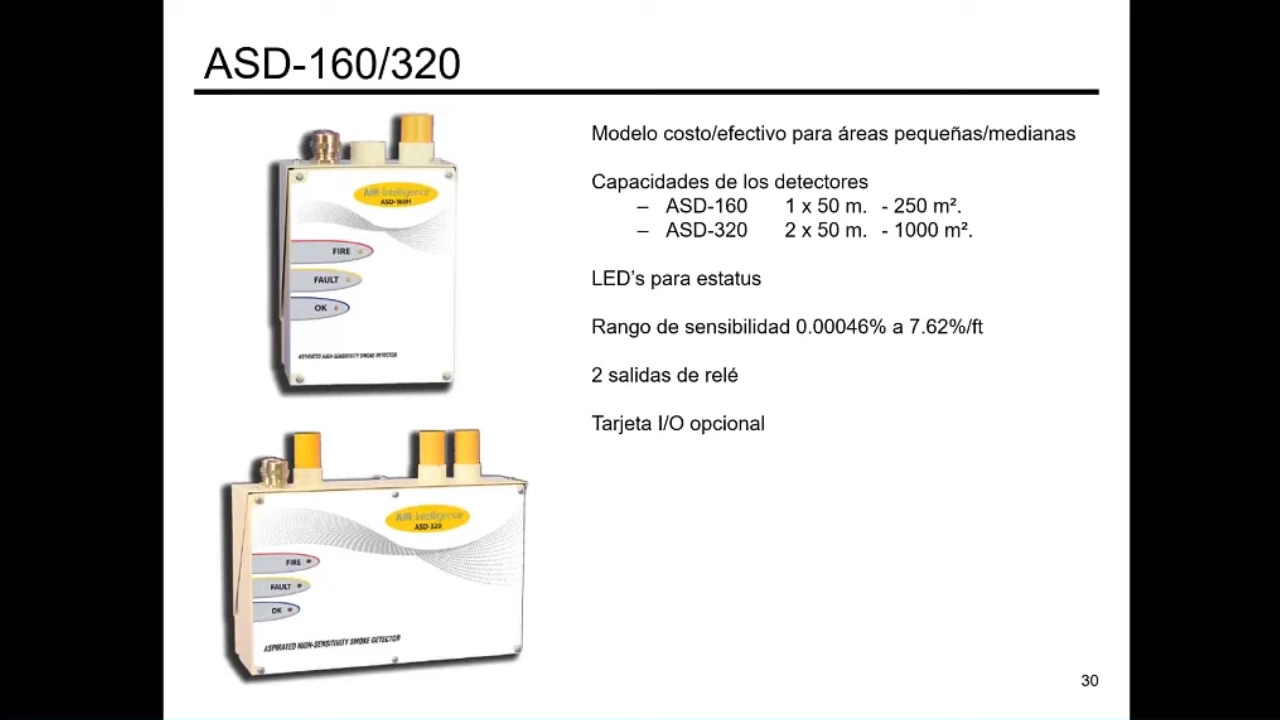 ASD-160/320
Modelo costo/efectivo para áreas pequeñas/medianas
Capacidades de los detectores
– ASD-160 1 x 50 m. - 250 m².
– ASD-320 2 x 50 m. - 1000 m².
LED’s para estatus
Rango de sensibilidad 0.00046% a 7.62%/ft
2 salidas de relé
Tarjeta I/O opcional
AIR-Intelligence
ASD-160H
FIRE
FAULT
OK
ASPIRATED HIGH-SENSITIVITY SMOKE DETECTOR
AIR-Intelligence
ASD-320
FIRE
FAULT
OK
ASPIRATED HIGH-SENSITIVITY SMOKE DETECTOR
30